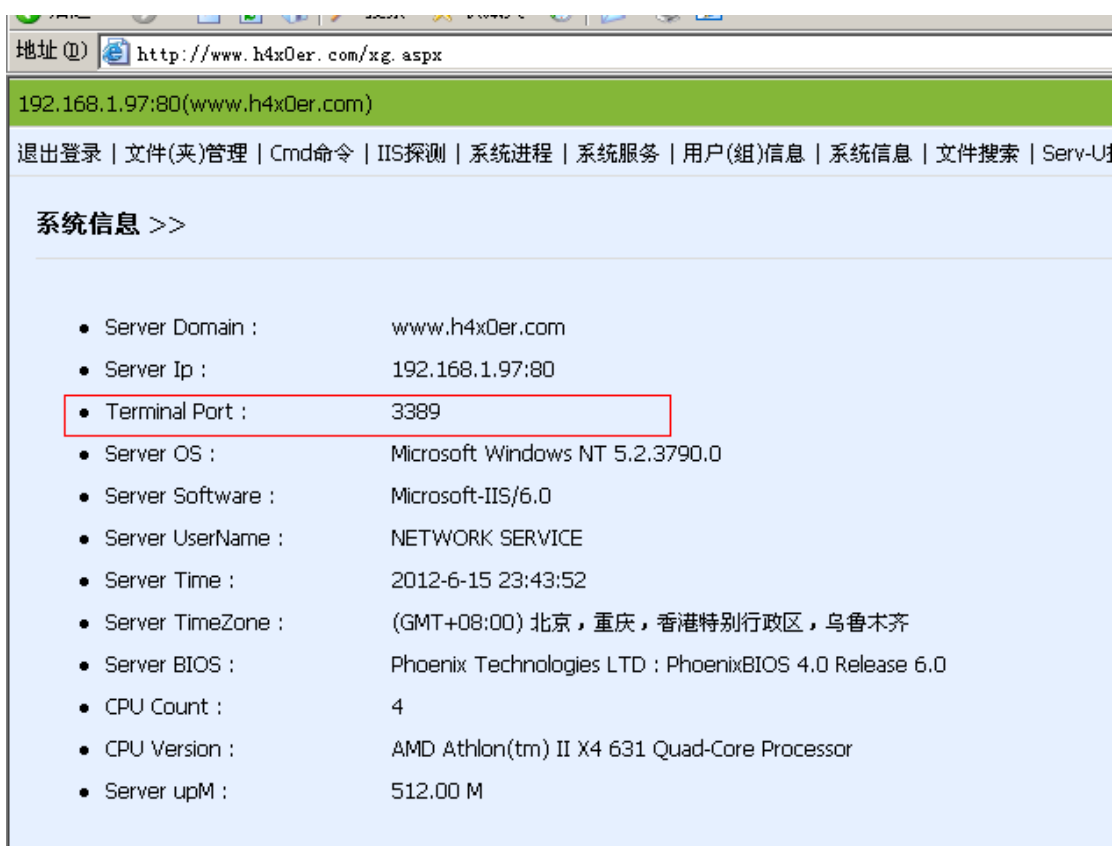 地址(D) http://www.h4x0er.com/xg.aspx
192.168.1.97:80(www.h4x0er.com)
退出登录 | 文件(夹)管理 | Cmd命令 | IIS探测 | 系统进程 | 系统服务 | 用户(组)信息 | 系统信息 | 文件搜索 | Serv-U
系统信息 >>
Server Domain : www.h4x0er.com
Server Ip : 192.168.1.97:80
Terminal Port : 3389
Server OS : Microsoft Windows NT 5.2.3790.0
Server Software : Microsoft-IIS/6.0
Server UserName : NETWORK SERVICE
Server Time : 2012-6-15 23:43:52
Server TimeZone : (GMT+08:00) 北京，重庆，香港特别行政区，乌鲁木齐
Server BIOS : Phoenix Technologies LTD : PhoenixBIOS 4.0 Release 6.0
CPU Count : 4
CPU Version : AMD Athlon(tm) II X4 631 Quad-Core Processor
Server upM : 512.00 M